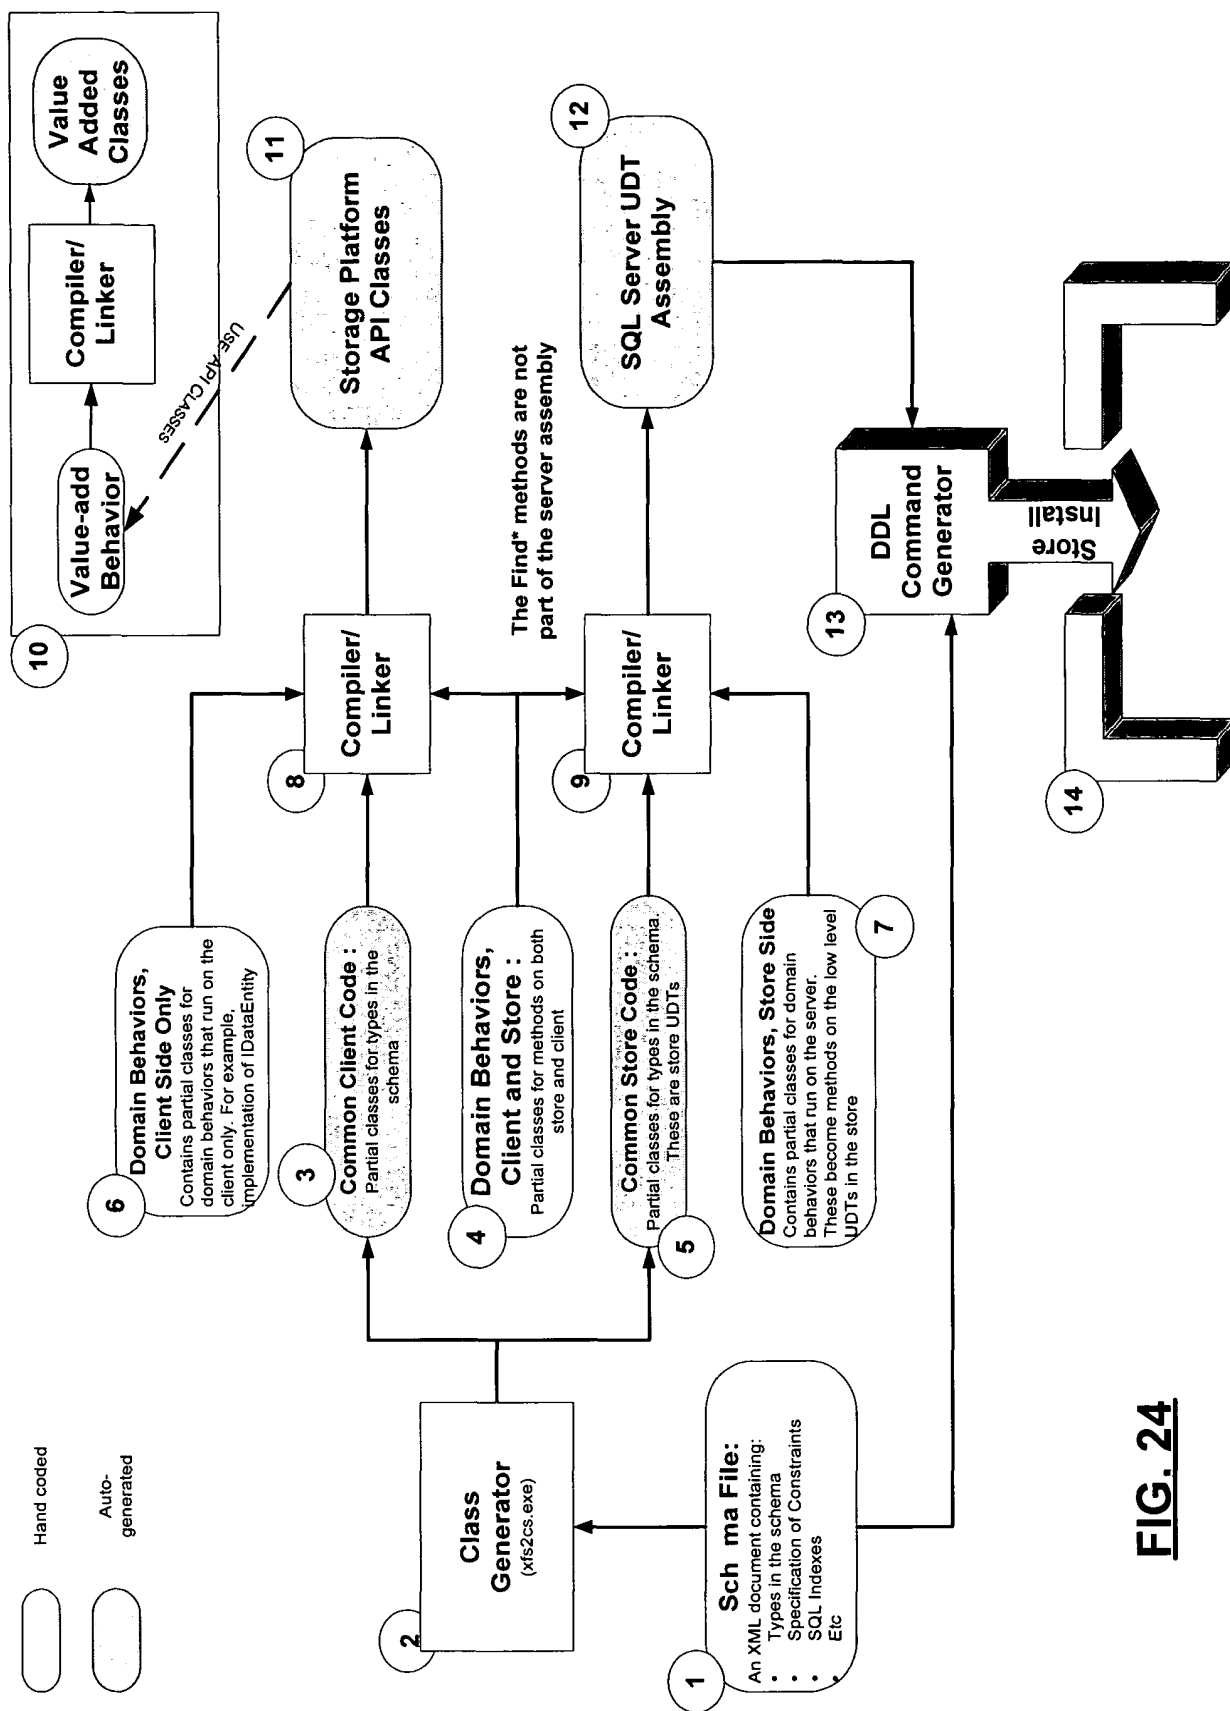 Hand coded
Auto-
generated
1
Sch ma File:
An XML document containing:
• Types in the schema
• Specification of Constraints
• SQL Indexes
• Etc
2
Class
Generator
(xfs2cs.exe)
6
Domain Behaviors,
Client Side Only
Contains partial classes for
domain behaviors that run on the
client only. For example,
implementation of IDataEntity
3
Common Client Code :
Partial classes for types in the
schema
4
Domain Behaviors,
Client and Store :
Partial classes for methods on both
store and client
5
Common Store Code :
Partial classes for types in the schema.
These are store UDTs
7
Domain Behaviors, Store Side
Contains partial classes for domain
behaviors that run on the server.
These become methods on the low level
UDTs in the store
8
Compiler/
Linker
9
Compiler/
Linker
The Find* methods are not
part of the server assembly
10
Value-add
Behavior
Compiler/
Linker
Value
Added
Classes
USE API CLASSES
11
Storage Platform
API Classes
12
SQL Server UDT
Assembly
13
DDL
Command
Generator
Store
Install
14
FIG. 24